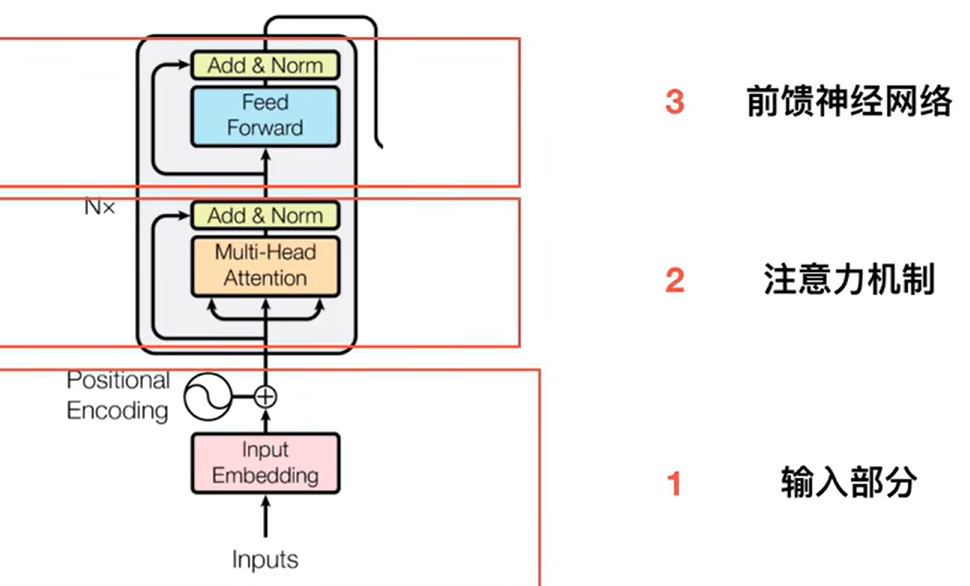 Add & Norm
Feed
Forward
3 前馈神经网络
N×
Add & Norm
Multi-Head
Attention
2 注意力机制
Positional
Encoding
Input
Embedding
1 输入部分
Inputs